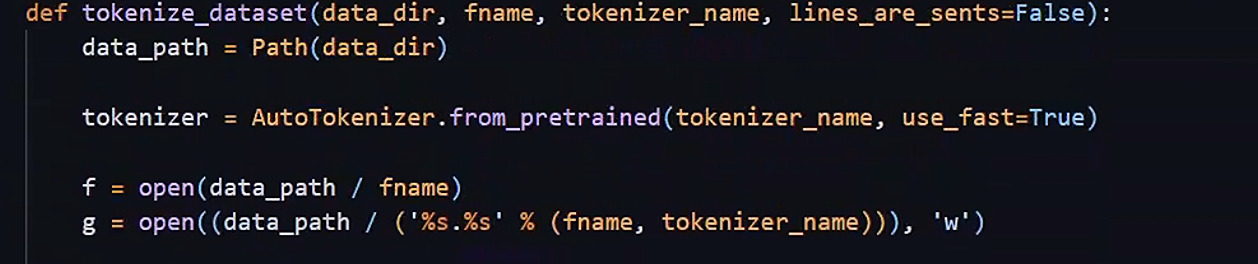 def tokenize_dataset(data_dir, fname, tokenizer_name, lines_are_sents=False):
data_path = Path(data_dir)
tokenizer = AutoTokenizer.from_pretrained(tokenizer_name, use_fast=True)
f = open(data_path / fname)
g = open((data_path / ('%s.%s' % (fname, tokenizer_name))), 'w')